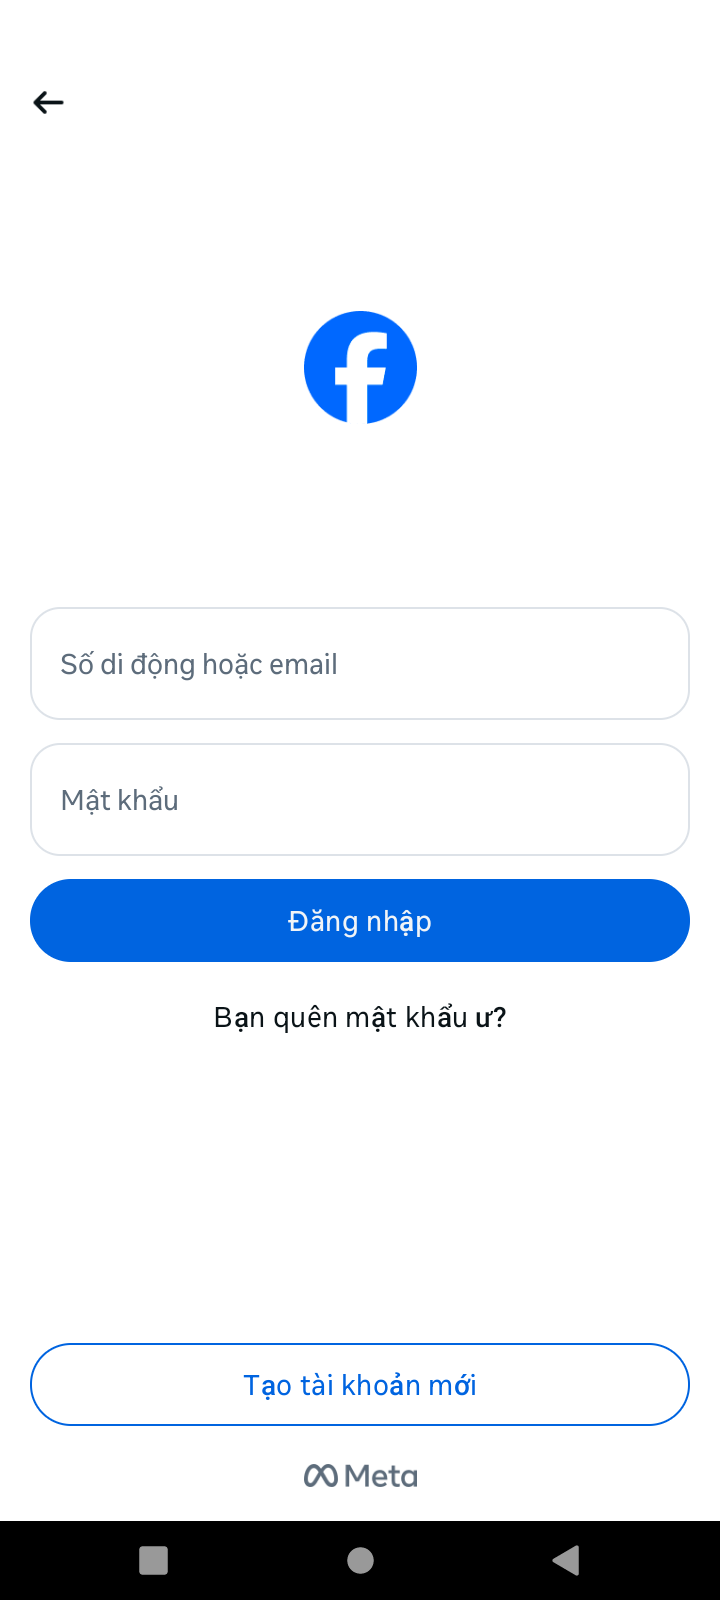 Số di động hoặc email
Mật khẩu
Đăng nhập
Bạn quên mật khẩu ư?
Tạo tài khoản mới
Meta